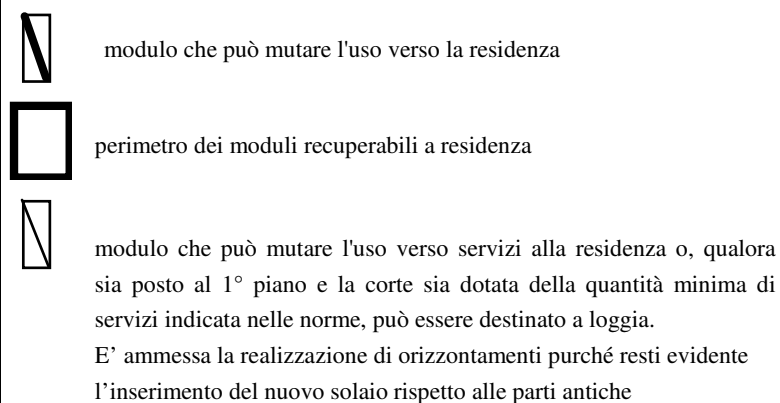 modulo che può mutare l'uso verso la residenza
perimetro dei moduli recuperabili a residenza
modulo che può mutare l'uso verso servizi alla residenza o, qualora
sia posto al 1° piano e la corte sia dotata della quantità minima di
servizi indicata nelle norme, può essere destinato a loggia.
E’ ammessa la realizzazione di orizzontamenti purché resti evidente
l’inserimento del nuovo solaio rispetto alle parti antiche